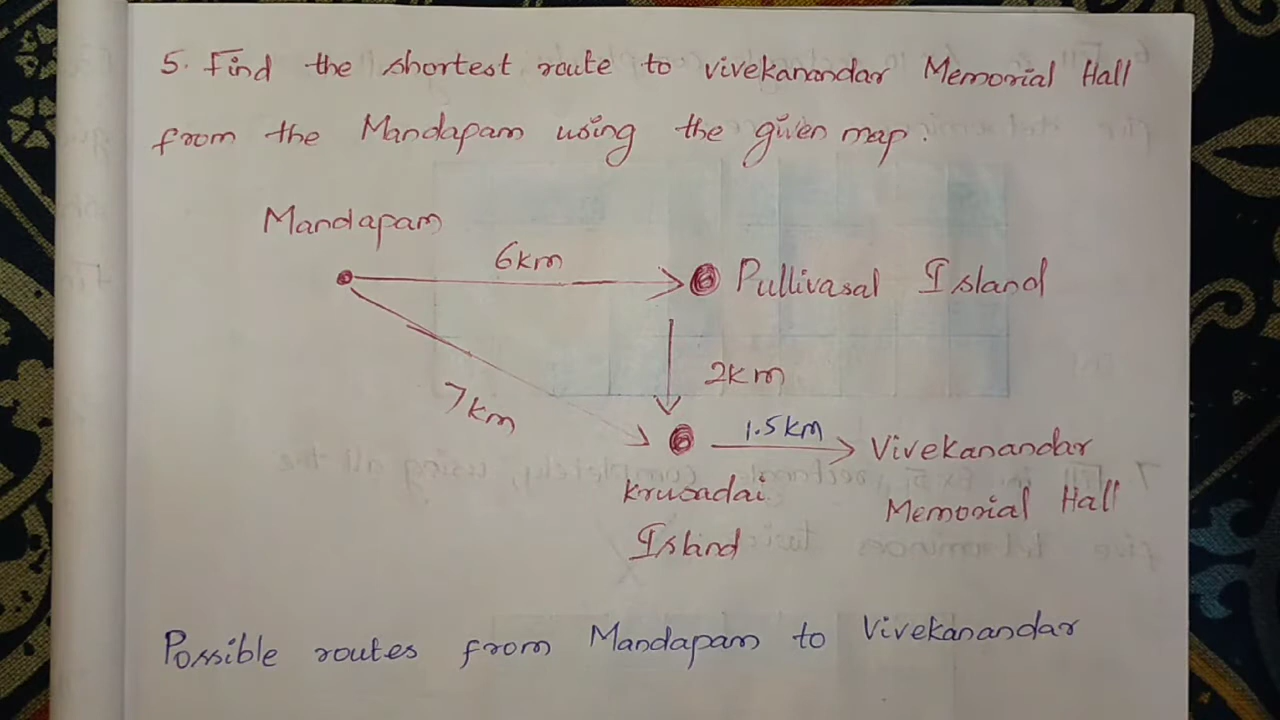 5. Find the shortest route to vivekanandar Memorial Hall
from the Mandapam using the given map.
Mandapam
6km
Pullivasal Island
2km
7km
1.5km
Vivekanandar
Krusadai
Memorial Hall
Island
Possible routes from Mandapam to Vivekanandar